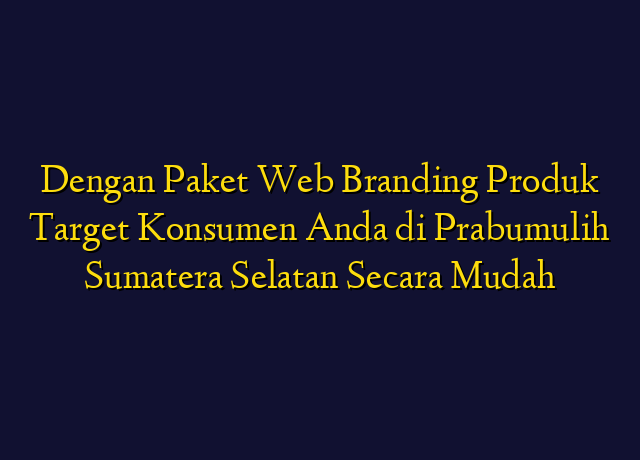 Dengan Paket Web Branding Produk
Target Konsumen Anda di Prabumulih
Sumatera Selatan Secara Mudah